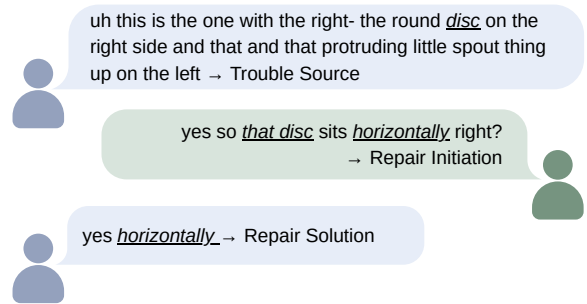 uh this is the one with the right- the round disc on the
right side and that and that protruding little spout thing
up on the left → Trouble Source
yes so that disc sits horizontally right?
→ Repair Initiation
yes horizontally → Repair Solution